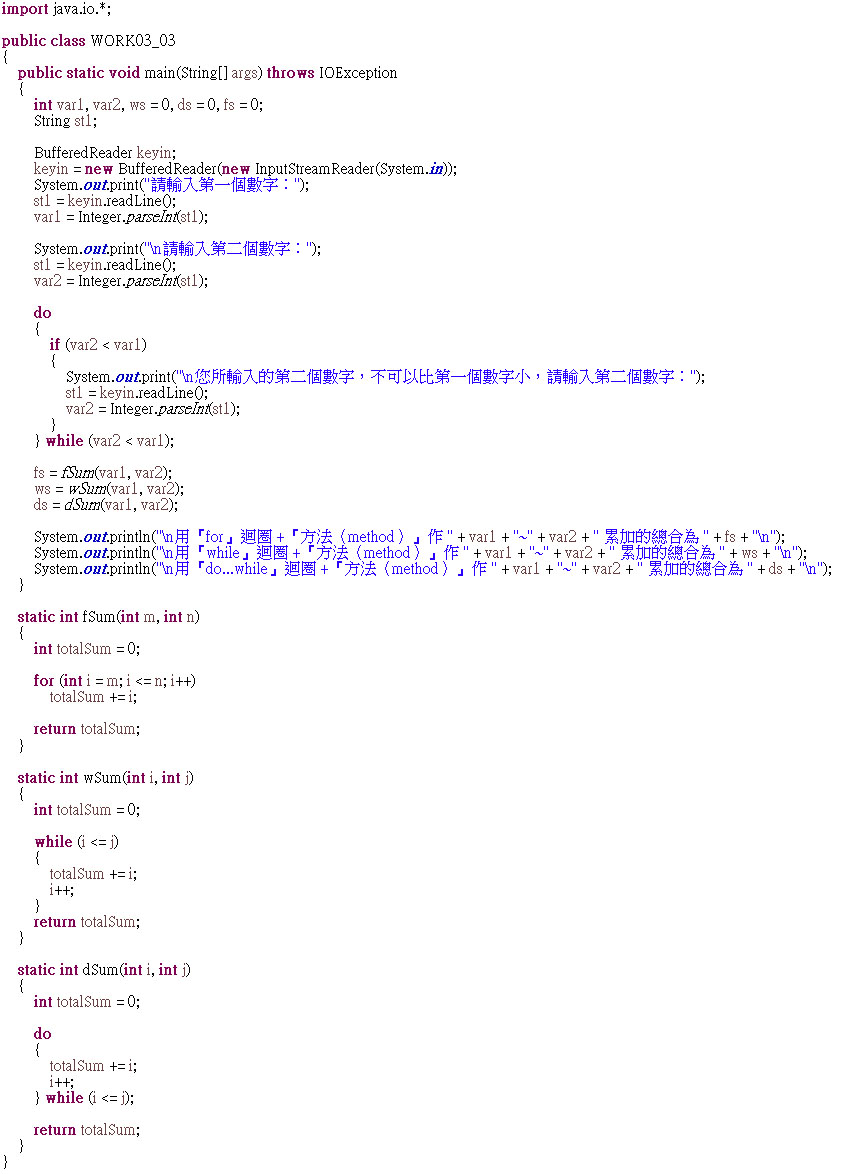 import java.io.*;
public class WORK03_03
{
public static void main(String[] args) throws IOException
{
int var1, var2, ws = 0, ds = 0, fs = 0;
String st1;
BufferedReader keyin;
keyin = new BufferedReader(new InputStreamReader(System.in));
System.out.print("請輸入第一個數字：");
st1 = keyin.readLine();
var1 = Integer.parseInt(st1);
System.out.print("\n請輸入第二個數字：");
st1 = keyin.readLine();
var2 = Integer.parseInt(st1);
do
{
if (var2 < var1)
{
System.out.print("\n您所輸入的第二個數字，不可以比第一個數字小，請輸入第二個數字：");
st1 = keyin.readLine();
var2 = Integer.parseInt(st1);
}
} while (var2 < var1);
fs = fSum(var1, var2);
ws = wSum(var1, var2);
ds = dSum(var1, var2);
System.out.println("\n用『for』迴圈 +『方法（method）』作 " + var1 + "~" + var2 + " 累加的總合為 " + fs + "\n");
System.out.println("\n用『while』迴圈 +『方法（method）』作 " + var1 + "~" + var2 + " 累加的總合為 " + ws + "\n");
System.out.println("\n用『do...while』迴圈 +『方法（method）』作 " + var1 + "~" + var2 + " 累加的總合為 " + ds + "\n");
}
static int fSum(int m, int n)
{
int totalSum = 0;
for (int i = m; i <= n; i++)
totalSum += i;
return totalSum;
}
static int wSum(int i, int j)
{
int totalSum = 0;
while (i <= j)
{
totalSum += i;
i++;
}
return totalSum;
}
static int dSum(int i, int j)
{
int totalSum = 0;
do
{
totalSum += i;
i++;
} while (i <= j);
return totalSum;
}
}